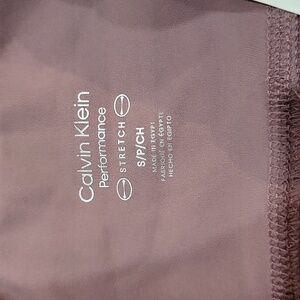 Calvin Klein
Performance
STRETCH
S/P/CH
MADE IN EGYPT
FABRIQUÉ EN ÉGYPTE
HECHO EN EGIPTO